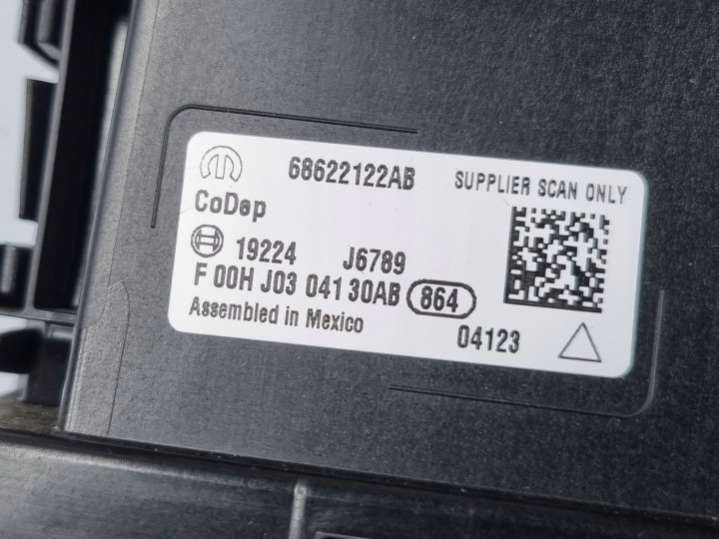 68622122AB SUPPLIER SCAN ONLY
CoDep
19224 J6789
F 00H J03 041 30AB 864
Assembled in Mexico
04123